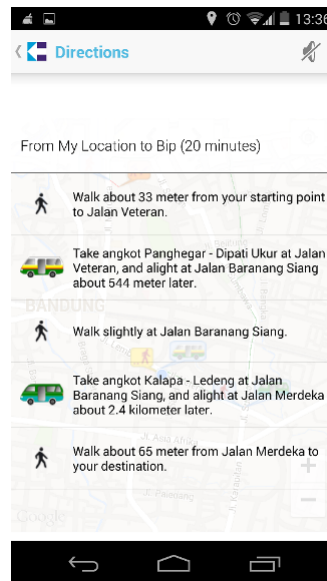 13:36
Directions
From My Location to Bip (20 minutes)
Walk about 33 meter from your starting point
to Jalan Veteran.
Take angkot Panghegar - Dipati Ukur at Jalan
Veteran, and alight at Jalan Baranang Siang
about 544 meter later.
BANDUNG
Walk slightly at Jalan Baranang Siang.
Take angkot Kalapa - Ledeng at Jalan
Baranang Siang, and alight at Jalan Merdeka
about 2.4 kilometer later.
Jl. Asia Afrika
Walk about 65 meter from Jalan Merdeka to
your destination.
Google